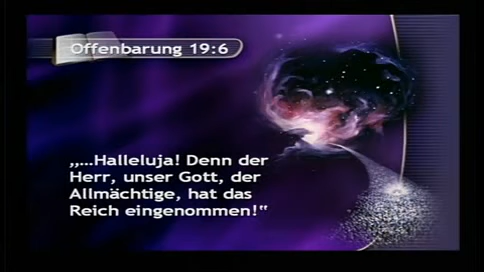 Offenbarung 19:6
„...Halleluja! Denn der
Herr, unser Gott, der
Allmächtige, hat das
Reich eingenommen!“